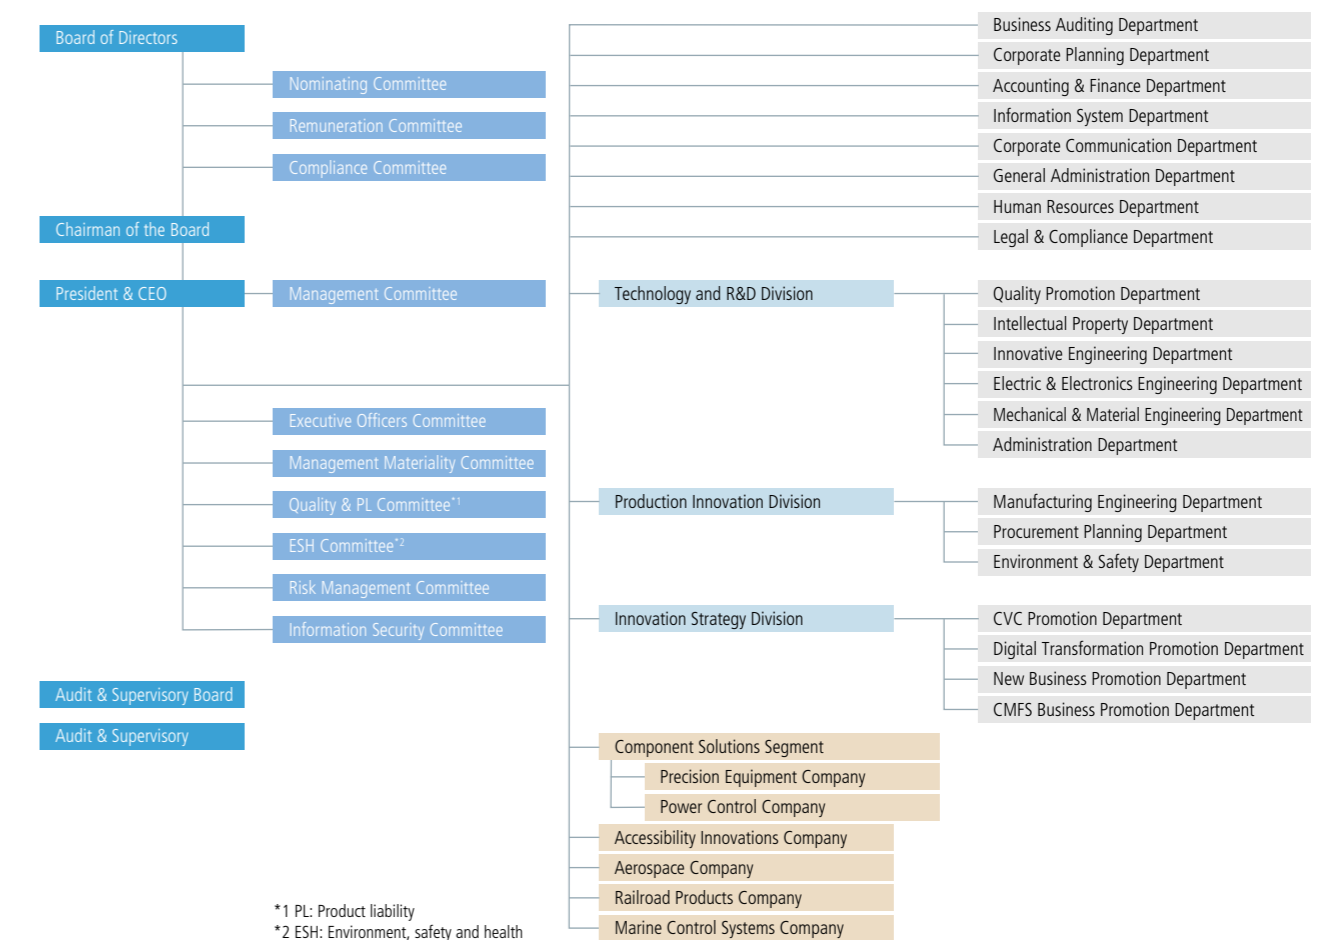 Board of Directors
Nominating Committee
Remuneration Committee
Compliance Committee
Chairman of the Board
President & CEO
Management Committee
Executive Officers Committee
Management Materiality Committee
Quality & PL Committee*1
ESH Committee*2
Risk Management Committee
Information Security Committee
Audit & Supervisory Board
Audit & Supervisory
*1 PL: Product liability
*2 ESH: Environment, safety and health
Business Auditing Department
Corporate Planning Department
Accounting & Finance Department
Information System Department
Corporate Communication Department
General Administration Department
Human Resources Department
Legal & Compliance Department
Technology and R&D Division
Quality Promotion Department
Intellectual Property Department
Innovative Engineering Department
Electric & Electronics Engineering Department
Mechanical & Material Engineering Department
Administration Department
Production Innovation Division
Manufacturing Engineering Department
Procurement Planning Department
Environment & Safety Department
Innovation Strategy Division
CVC Promotion Department
Digital Transformation Promotion Department
New Business Promotion Department
CMFS Business Promotion Department
Component Solutions Segment
Precision Equipment Company
Power Control Company
Accessibility Innovations Company
Aerospace Company
Railroad Products Company
Marine Control Systems Company